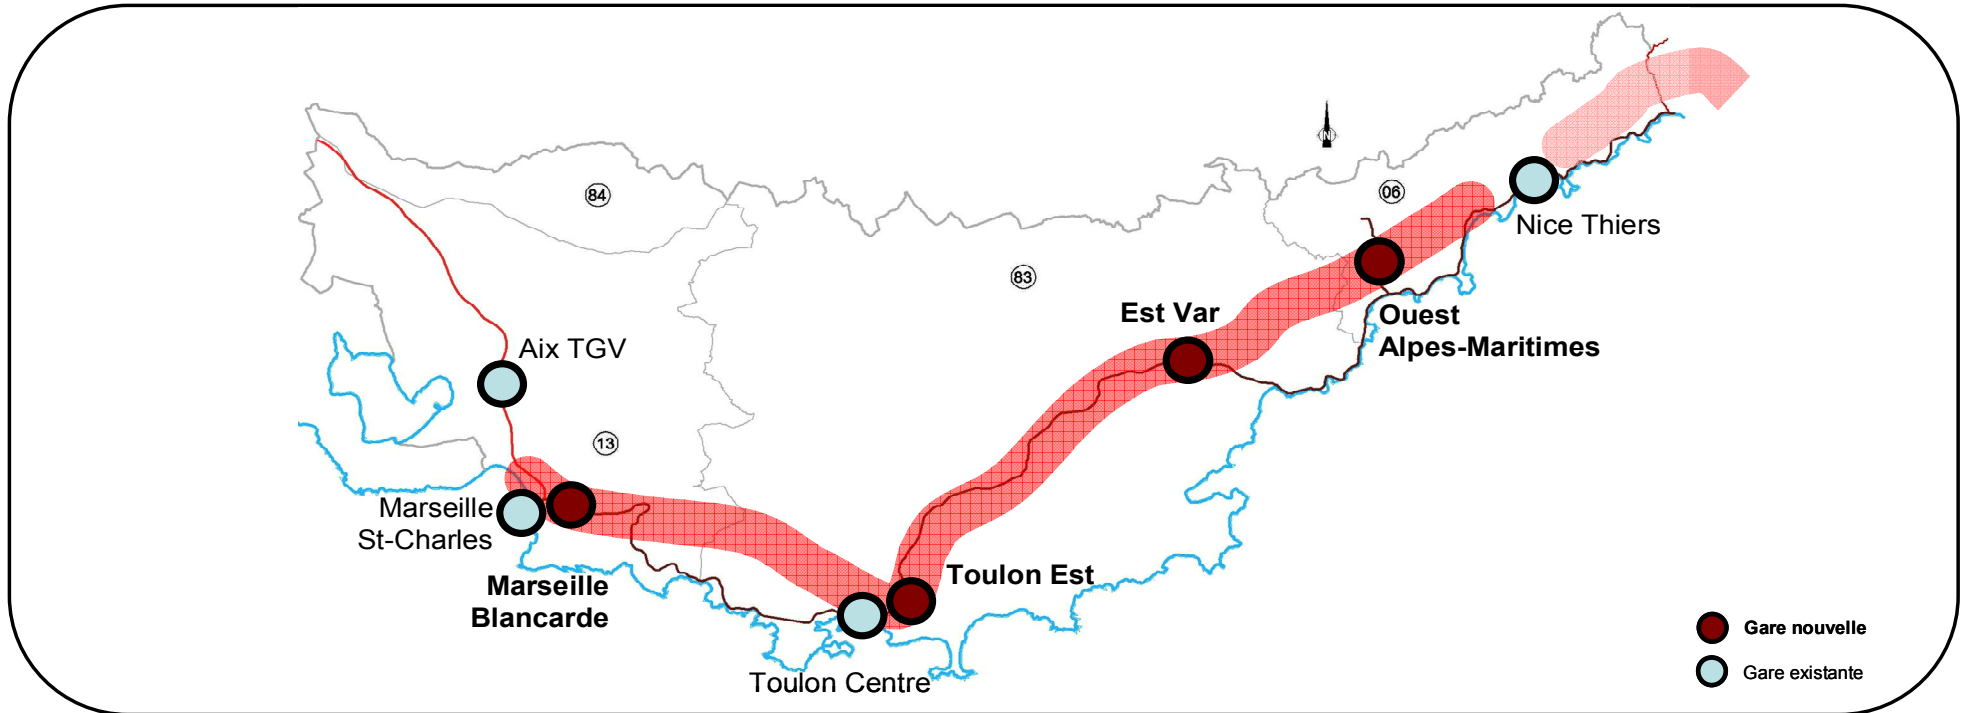 N
84
06
Nice Thiers
83
Est Var
Ouest
Alpes-Maritimes
Aix TGV
13
Marseille
St-Charles
Marseille
Blancarde
Toulon Est
Toulon Centre
Gare nouvelle
Gare existante